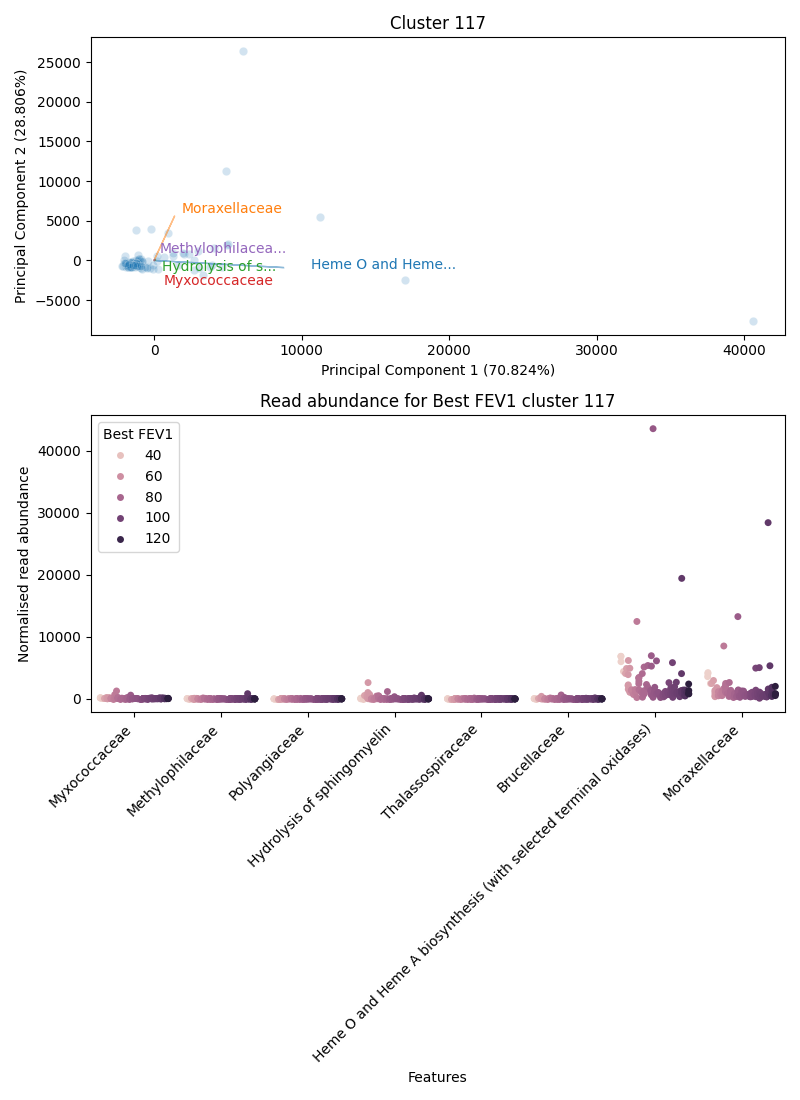 Cluster 117
Principal Component 2 (28.806%)
25000
20000
15000
10000
5000
0
−5000
Moraxellaceae
Methylophilacea...
Hydrolysis of s...
Heme O and Heme...
Myxococcaceae
0
10000
20000
30000
40000
Principal Component 1 (70.824%)
Read abundance for Best FEV1 cluster 117
Normalised read abundance
40000
30000
20000
10000
0
Best FEV1
40
60
80
100
120
Myxococcaceae
Methylophilaceae
Polyangiaceae
Hydrolysis of sphingomyelin
Thalassospiraceae
Brucellaceae
Heme O and Heme A biosynthesis (with selected terminal oxidases)
Moraxellaceae
Features